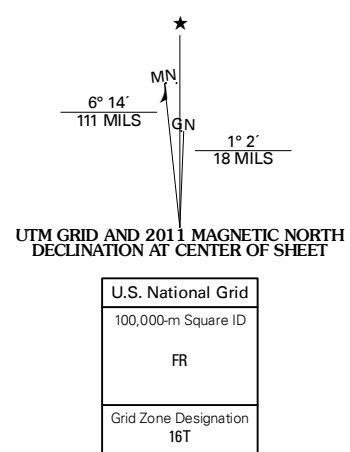 ★
M.N.
GN
6° 14´
111 MILS
1° 2´
18 MILS
UTM GRID AND 2011 MAGNETIC NORTH
DECLINATION AT CENTER OF SHEET
U.S. National Grid
100,000-m Square ID
FR
Grid Zone Designation
16T